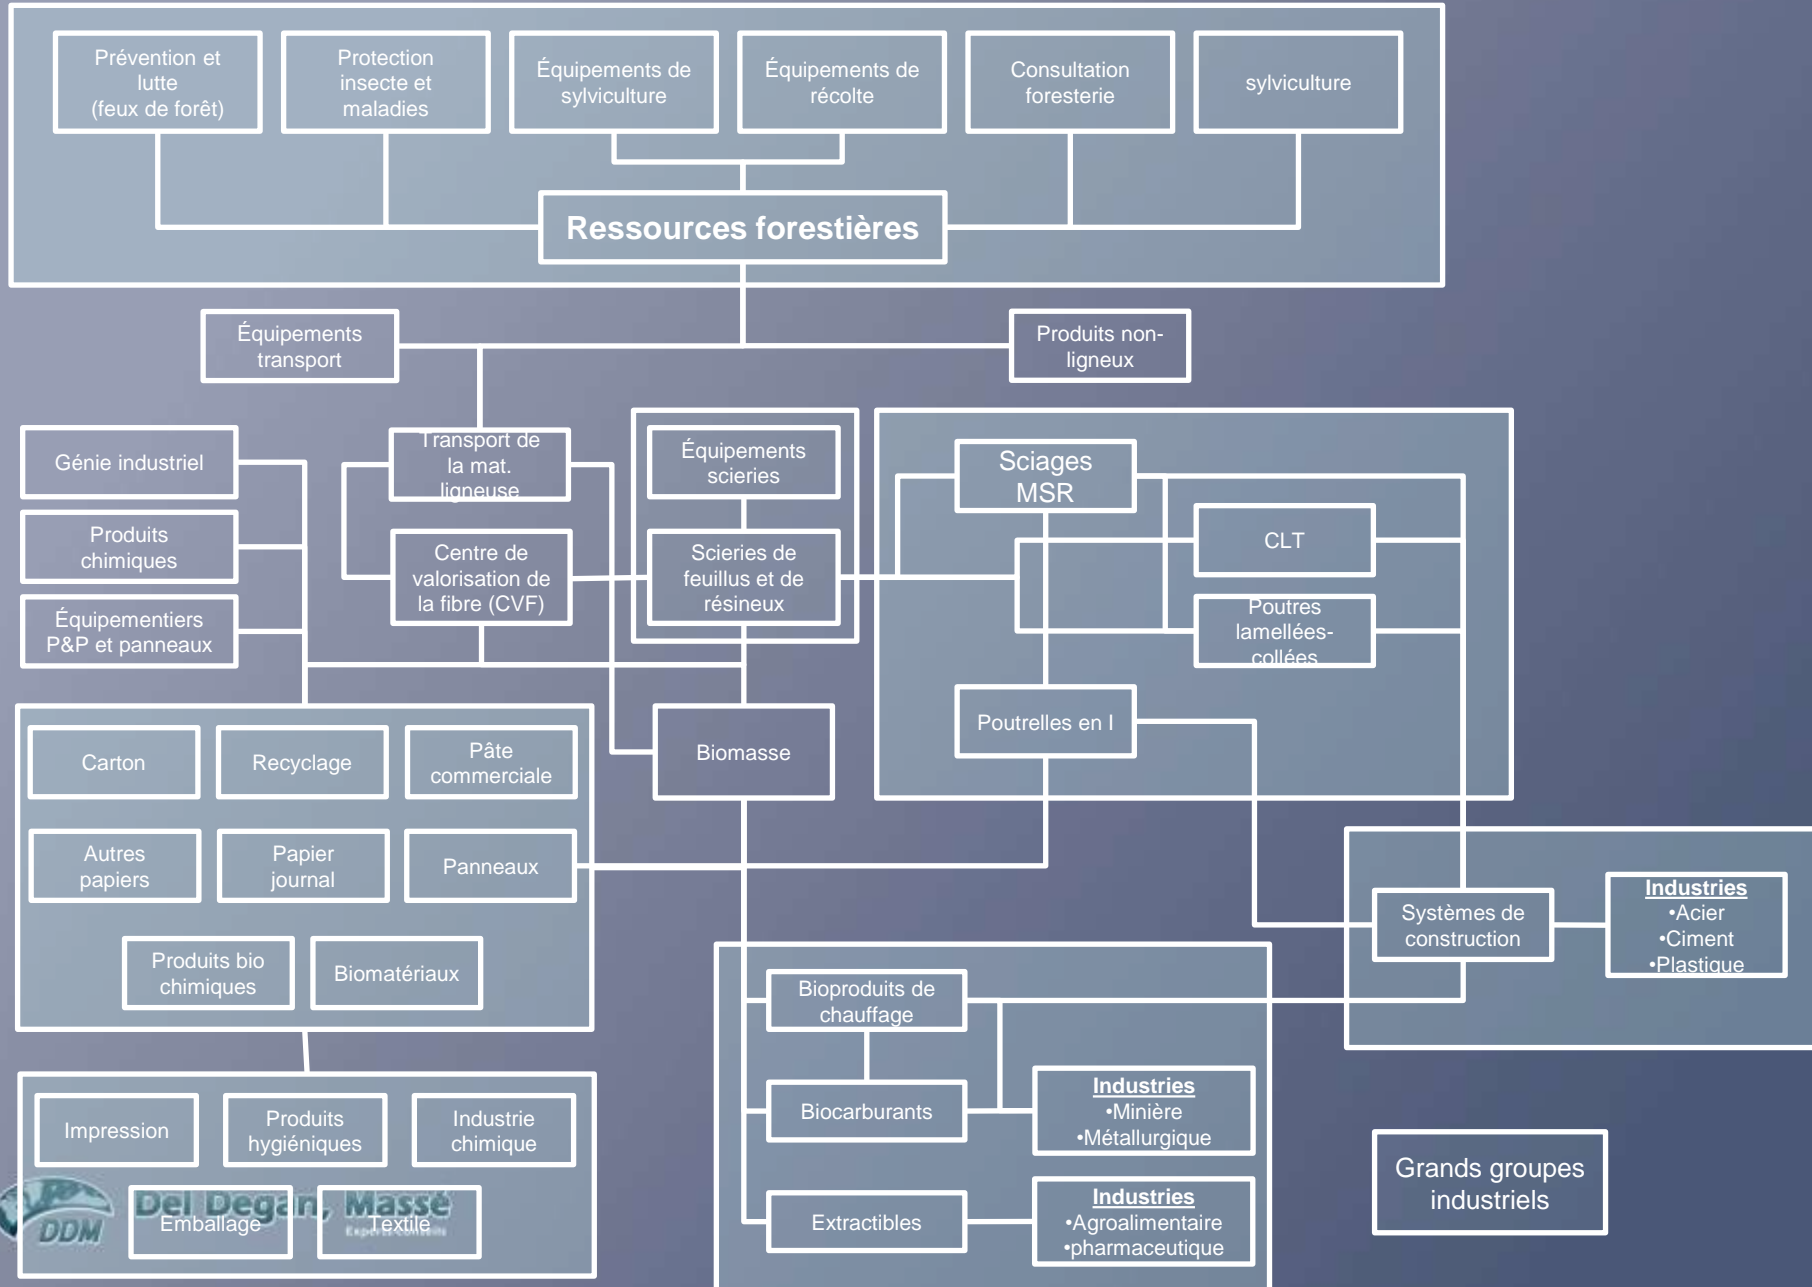 Prévention et
lutte
(feux de forêt)
Protection
insecte et
maladies
Équipements de
sylviculture
Équipements de
récolte
Consultation
foresterie
sylviculture
Ressources forestières
Équipements
transport
Produits non-
ligneux
Génie industriel
Transport de
la mat.
ligneuse
Équipements
scieries
Sciages
MSR
Produits
chimiques
Centre de
valorisation de
la fibre (CVF)
Scieries de
feuillus et de
résineux
CLT
Équipementiers
P&P et panneaux
Poutres
lamellées-
collées
Carton
Recyclage
Pâte
commerciale
Biomasse
Poutrelles en I
Autres
papiers
Papier
journal
Panneaux
Systèmes de
construction
Industries
•Acier
•Ciment
•Plastique
Produits bio
chimiques
Biomatériaux
Bioproduits de
chauffage
Impression
Produits
hygiéniques
Industrie
chimique
Biocarburants
Industries
•Minière
•Métallurgique
Grands groupes
industriels
Emballage
Textile
Extractibles
Industries
•Agroalimentaire
•pharmaceutique
DDM
Del Degan, Massé
Experts-conseils